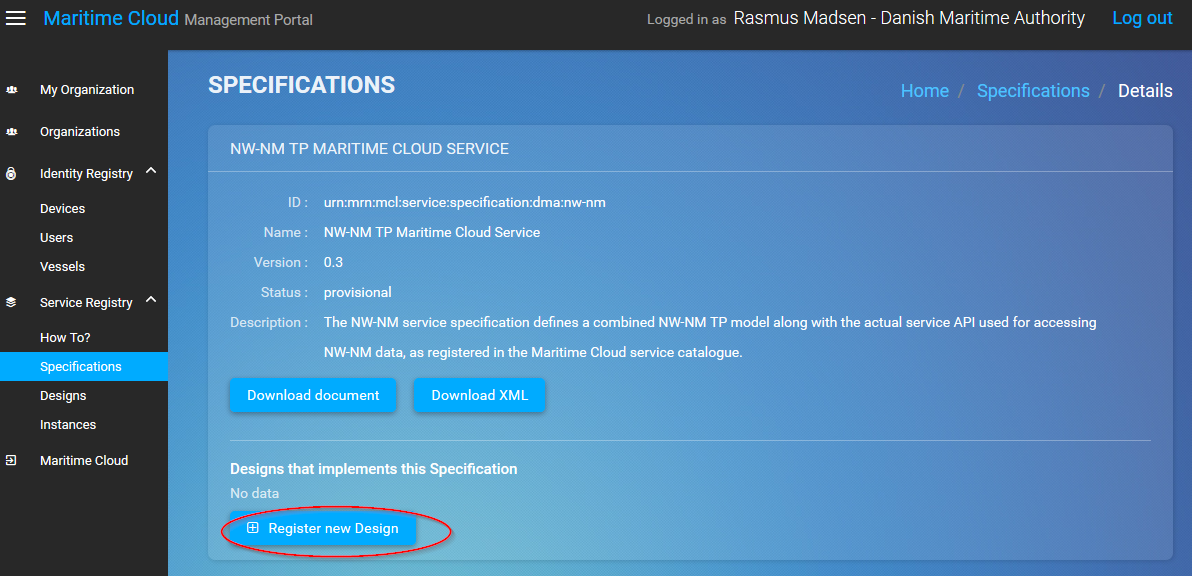 Maritime Cloud Management Portal
Logged in as Rasmus Madsen - Danish Maritime Authority
Log out
My Organization
Organizations
Identity Registry
Devices
Users
Vessels
Service Registry
How To?
Specifications
Designs
Instances
Maritime Cloud
SPECIFICATIONS
Home / Specifications / Details
NW-NM TP MARITIME CLOUD SERVICE
ID : urn:mrn:mcl:service:specification:dma:nw-nm
Name : NW-NM TP Maritime Cloud Service
Version : 0.3
Status : provisional
Description : The NW-NM service specification defines a combined NW-NM TP model along with the actual service API used for accessing
NW-NM data, as registered in the Maritime Cloud service catalogue.
Download document Download XML
Designs that implements this Specification
No data
Register new Design